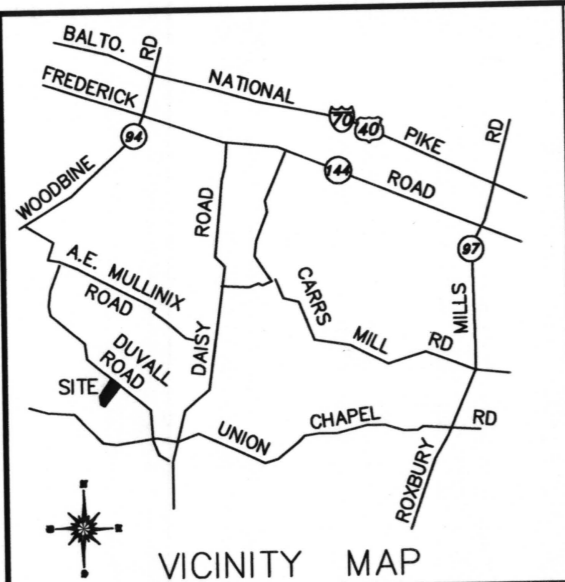 BALTO. NATIONAL PIKE
RD
FREDERICK ROAD
70
40
RD
94
144
WOODBINE
ROAD
97
A.E. MULLINIX
ROAD
CARRS MILL RD
MILLS
DUVALL
ROAD
DAISY
SITE
UNION CHAPEL RD
ROXBURY
N
E
VICINITY MAP